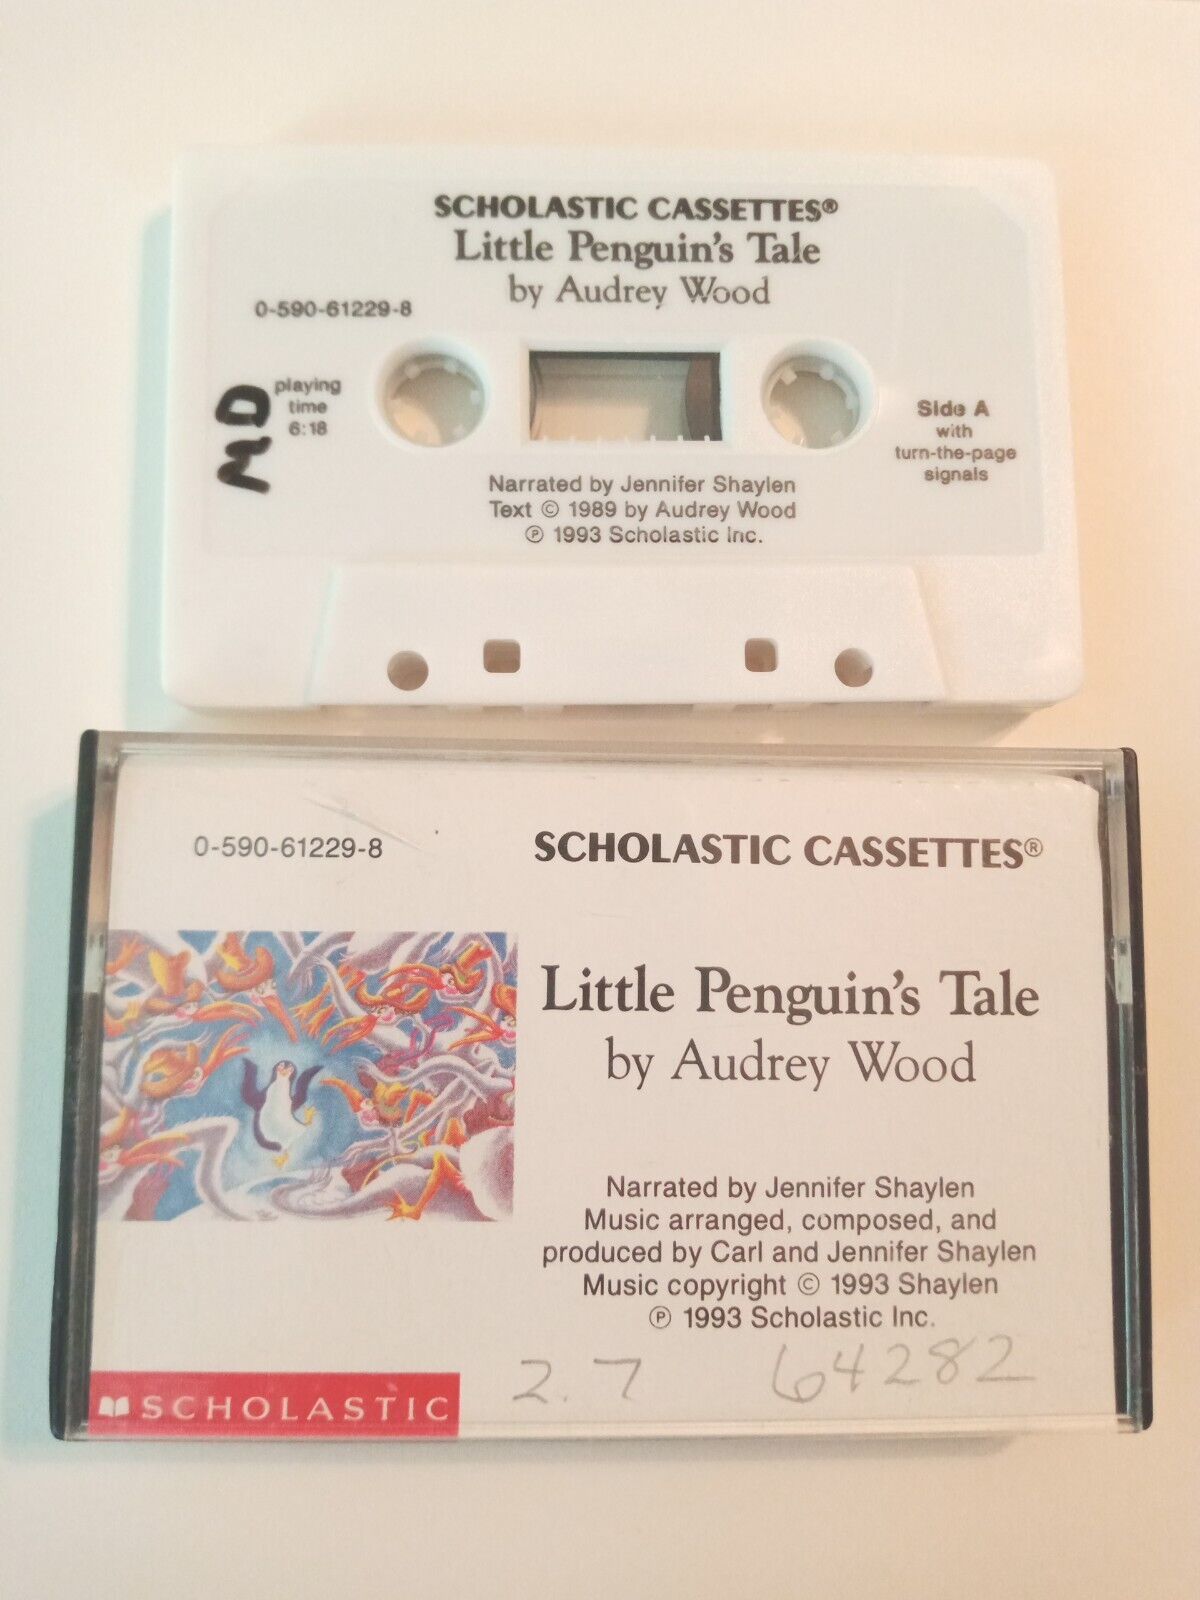 SCHOLASTIC CASSETTES®
Little Penguin's Tale
by Audrey Wood
0-590-61229-8
MD
playing
time
6:18
Side A
with
turn-the-page
signals
Narrated by Jennifer Shaylen
Text © 1989 by Audrey Wood
℗ 1993 Scholastic Inc.
0-590-61229-8
SCHOLASTIC CASSETTES®
Little Penguin's Tale
by Audrey Wood
Narrated by Jennifer Shaylen
Music arranged, composed, and
produced by Carl and Jennifer Shaylen
Music copyright © 1993 Shaylen
℗ 1993 Scholastic Inc.
2.7 64282
SCHOLASTIC